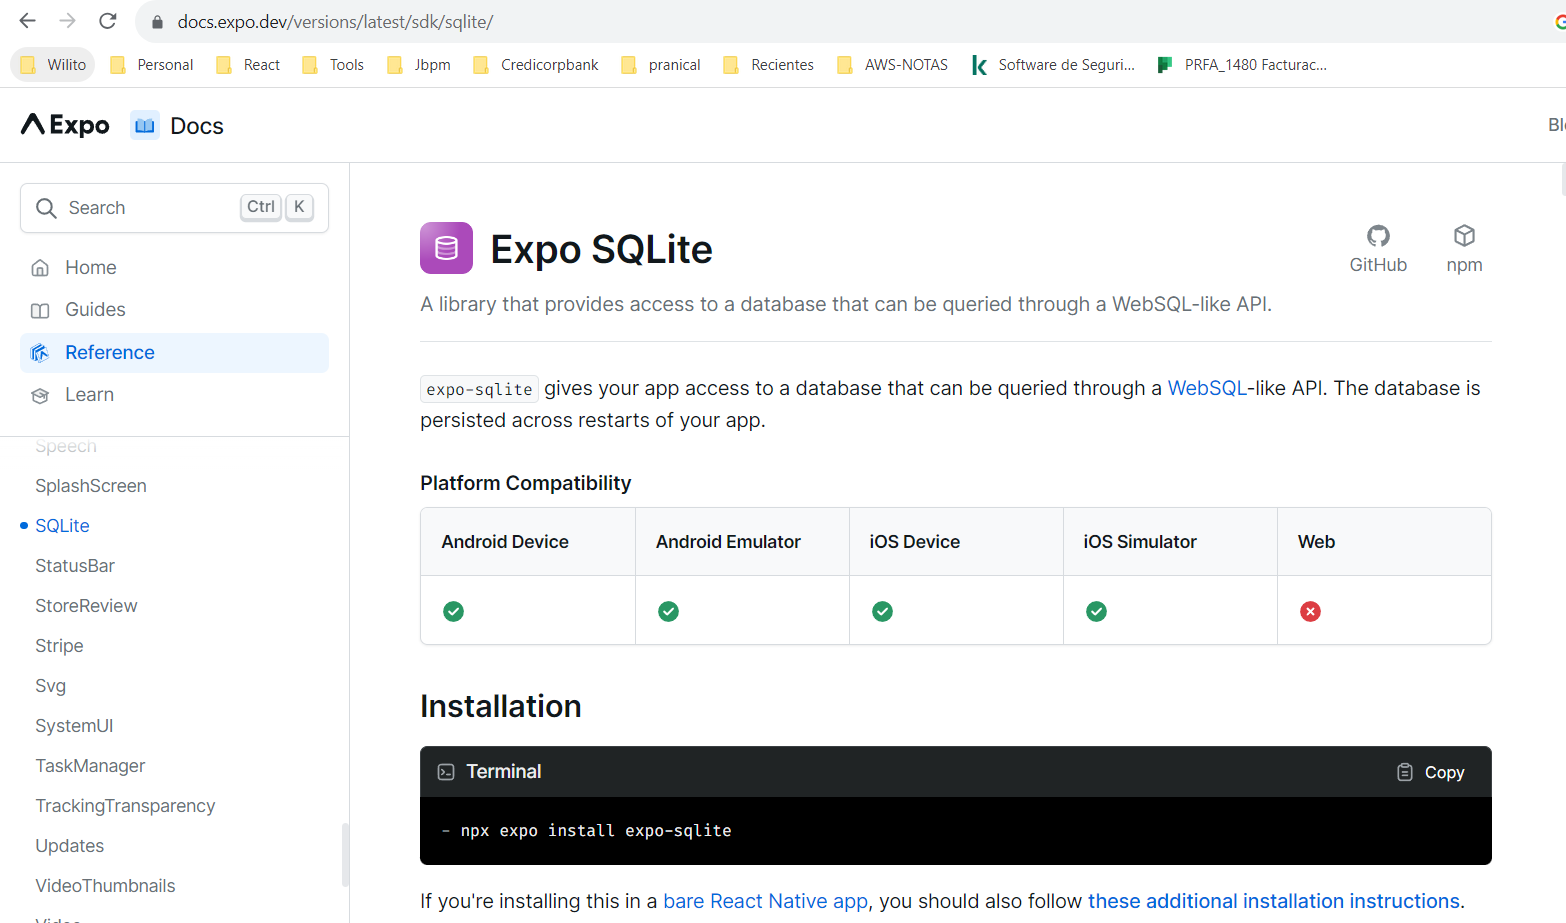 docs.expo.dev/versions/latest/sdk/sqlite/
Wilito Personal React Tools Jbpm Credicorpbank pranical Recientes AWS-NOTAS Software de Seguri... PRFA_1480 Facturac...
Expo Docs
Search Ctrl K
Home
Guides
Reference
Learn
Speech
SplashScreen
SQLite
StatusBar
StoreReview
Stripe
Svg
SystemUI
TaskManager
TrackingTransparency
Updates
VideoThumbnails
Expo SQLite
GitHub npm
A library that provides access to a database that can be queried through a WebSQL-like API.
expo-sqlite gives your app access to a database that can be queried through a WebSQL-like API. The database is
persisted across restarts of your app.
Platform Compatibility
Android Device Android Emulator iOS Device iOS Simulator Web
Installation
Terminal Copy
- npx expo install expo-sqlite
If you're installing this in a bare React Native app, you should also follow these additional installation instructions.